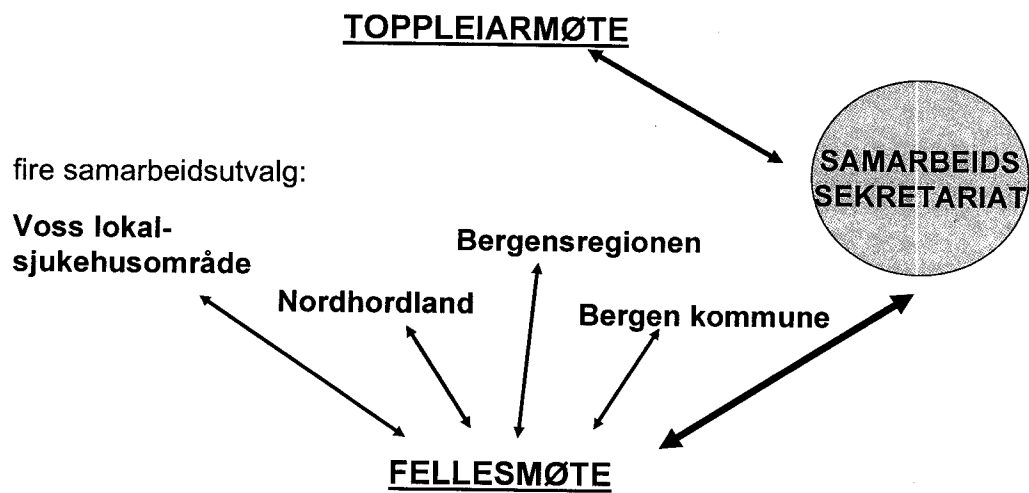 TOPPLEIARMØTE
SAMARBEIDS
SEKRETARIAT
fire samarbeidsutvalg:
Voss lokal-
sjukehusområde
Bergensregionen
Nordhordland
Bergen kommune
FELLESMØTE